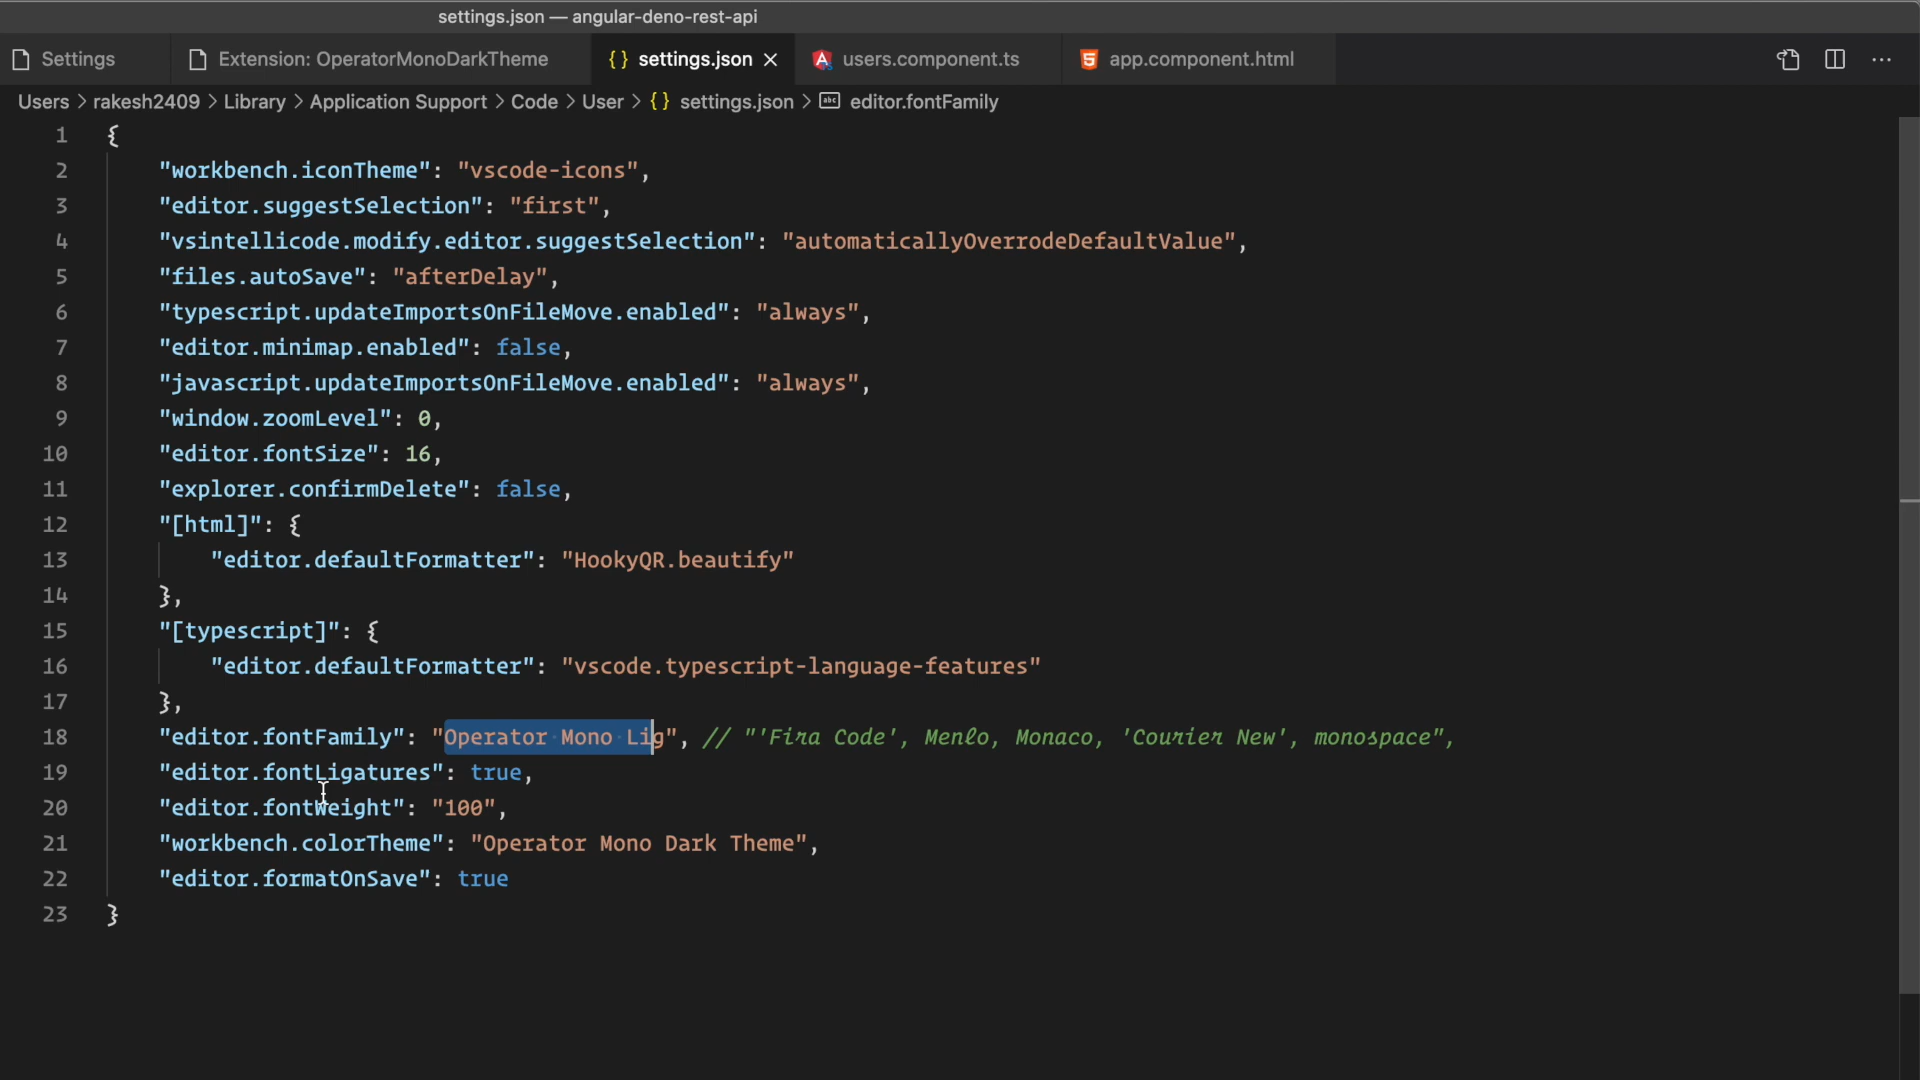 settings.json — angular-deno-rest-api
Settings
Extension: OperatorMonoDarkTheme
{} settings.json ×
users.component.ts
app.component.html
Users > rakesh2409 > Library > Application Support > Code > User > {} settings.json > abc editor.fontFamily
1 {
2 "workbench.iconTheme": "vscode-icons",
3 "editor.suggestSelection": "first",
4 "vsintellicode.modify.editor.suggestSelection": "automaticallyOverrodeDefaultValue",
5 "files.autoSave": "afterDelay",
6 "typescript.updateImportsOnFileMove.enabled": "always",
7 "editor.minimap.enabled": false,
8 "javascript.updateImportsOnFileMove.enabled": "always",
9 "window.zoomLevel": 0,
10 "editor.fontSize": 16,
11 "explorer.confirmDelete": false,
12 "[html]": {
13 "editor.defaultFormatter": "HookyQR.beautify"
14 },
15 "[typescript]": {
16 "editor.defaultFormatter": "vscode.typescript-language-features"
17 },
18 "editor.fontFamily": "Operator Mono Lig", // "'Fira Code', Menlo, Monaco, 'Courier New', monospace",
19 "editor.fontLigatures": true,
20 "editor.fontWeight": "100",
21 "workbench.colorTheme": "Operator Mono Dark Theme",
22 "editor.formatOnSave": true
23 }